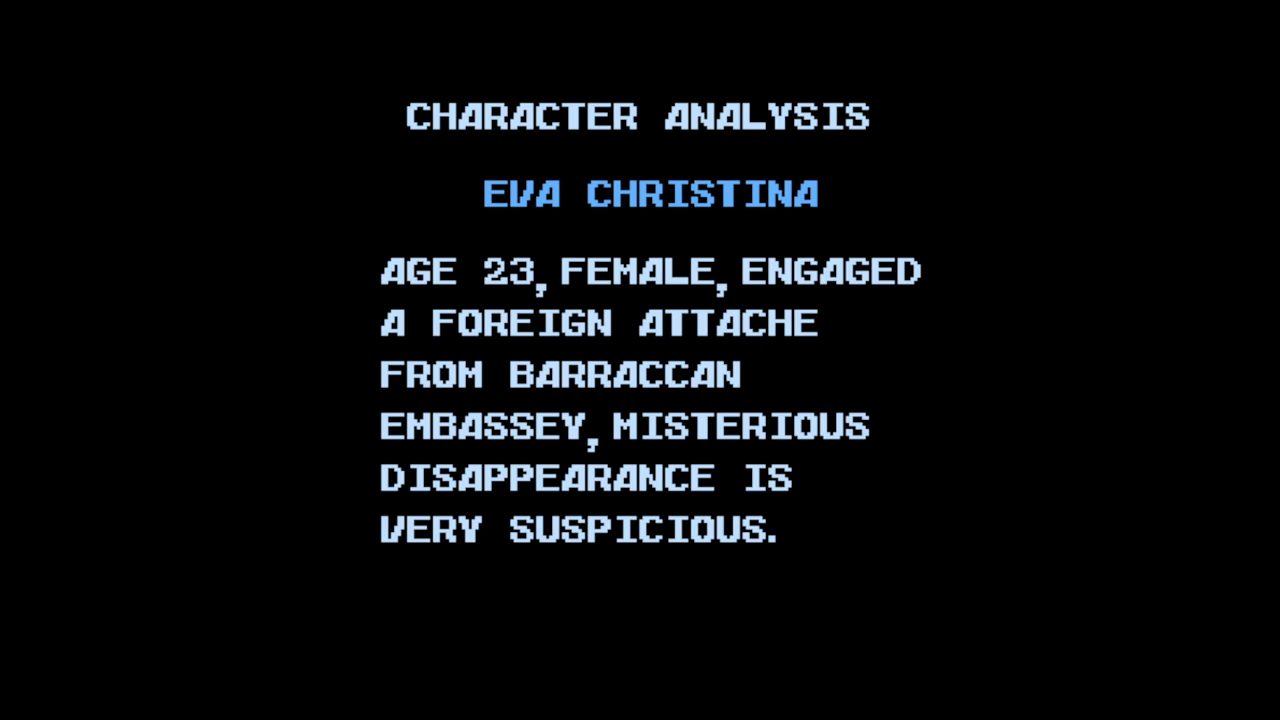 CHARACTER ANALYSIS
EVA CHRISTINA
AGE 23, FEMALE, ENGAGED
A FOREIGN ATTACHE
FROM BARRACCAN
EMBASSEY, MISTERIOUS
DISAPPEARANCE IS
VERY SUSPICIOUS.